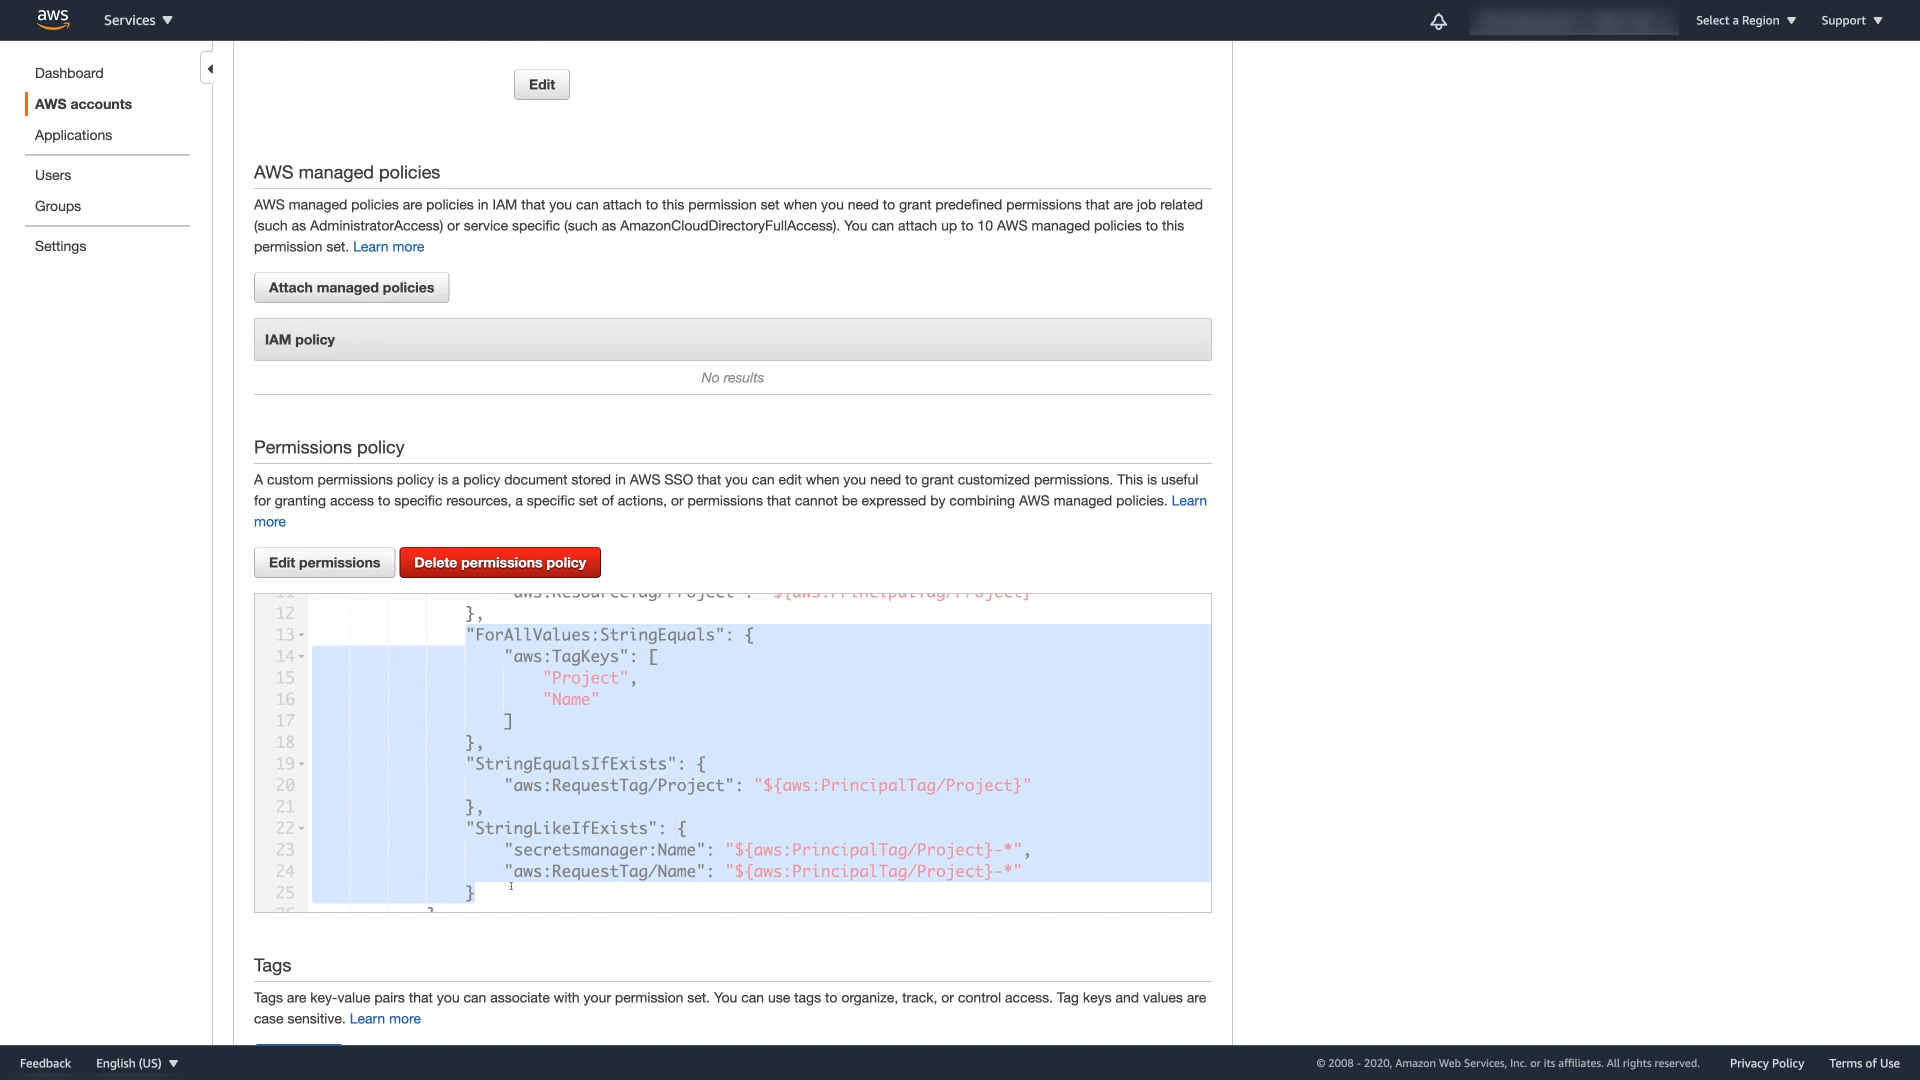 aws
Services
Select a Region
Support
Dashboard
AWS accounts
Applications
Users
Groups
Settings
Edit
AWS managed policies
AWS managed policies are policies in IAM that you can attach to this permission set when you need to grant predefined permissions that are job related
(such as AdministratorAccess) or service specific (such as AmazonCloudDirectoryFullAccess). You can attach up to 10 AWS managed policies to this
permission set. Learn more
Attach managed policies
IAM policy
No results
Permissions policy
A custom permissions policy is a policy document stored in AWS SSO that you can edit when you need to grant customized permissions. This is useful
for granting access to specific resources, a specific set of actions, or permissions that cannot be expressed by combining AWS managed policies. Learn
more
Edit permissions Delete permissions policy
11 "aws:ResourceTag/Project": "${aws:PrincipalTag/Project}"
12 },
13 "ForAllValues:StringEquals": {
14 "aws:TagKeys": [
15 "Project",
16 "Name"
17 ]
18 },
19 "StringEqualsIfExists": {
20 "aws:RequestTag/Project": "${aws:PrincipalTag/Project}"
21 },
22 "StringLikeIfExists": {
23 "secretsmanager:Name": "${aws:PrincipalTag/Project}-*",
24 "aws:RequestTag/Name": "${aws:PrincipalTag/Project}-*"
25 }
Tags
Tags are key-value pairs that you can associate with your permission set. You can use tags to organize, track, or control access. Tag keys and values are
case sensitive. Learn more
Feedback
English (US)
© 2008 - 2020, Amazon Web Services, Inc. or its affiliates. All rights reserved.
Privacy Policy
Terms of Use